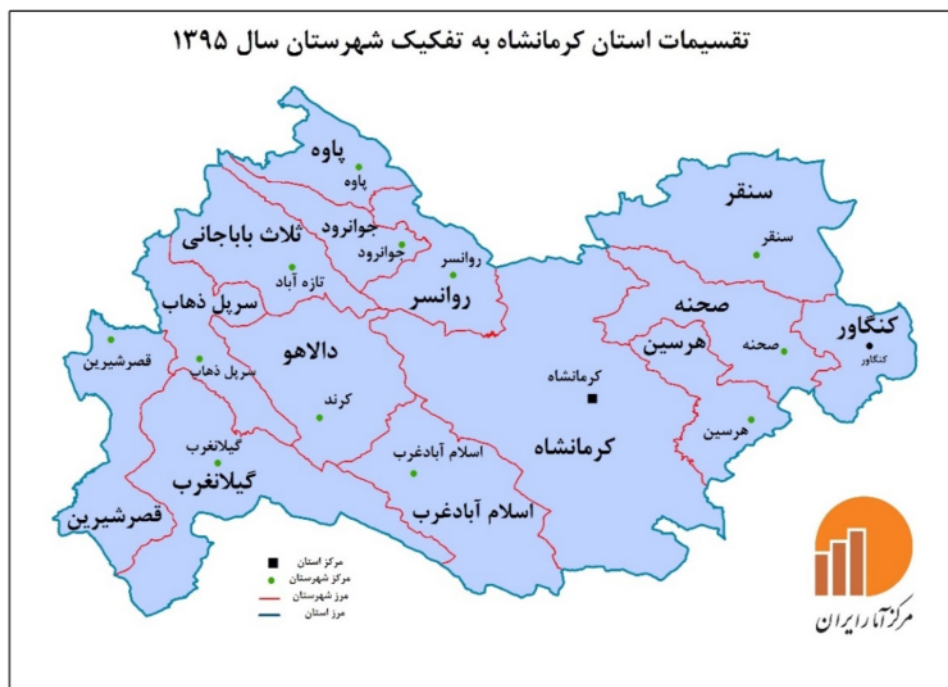 تقسیمات استان کرمانشاه به تفکیک شهرستان سال ۱۳۹۵
پاوه
پاوه
سنقر
سنقر
جوانرود
جوانرود
ثلاث باباجانی
تازه آباد
روانسر
روانسر
سرپل ذهاب
سرپل ذهاب
صحنه
صحنه
کنگاور
کنگاور
هرسین
هرسین
دالاهو
کرند
قصرشیرین
قصرشیرین
کرمانشاه
کرمانشاه
گیلانغرب
گیلانغرب
اسلام آبادغرب
اسلام آبادغرب
مرکز استان
مرکز شهرستان
مرز شهرستان
مرز استان
مرکز آمار ایران